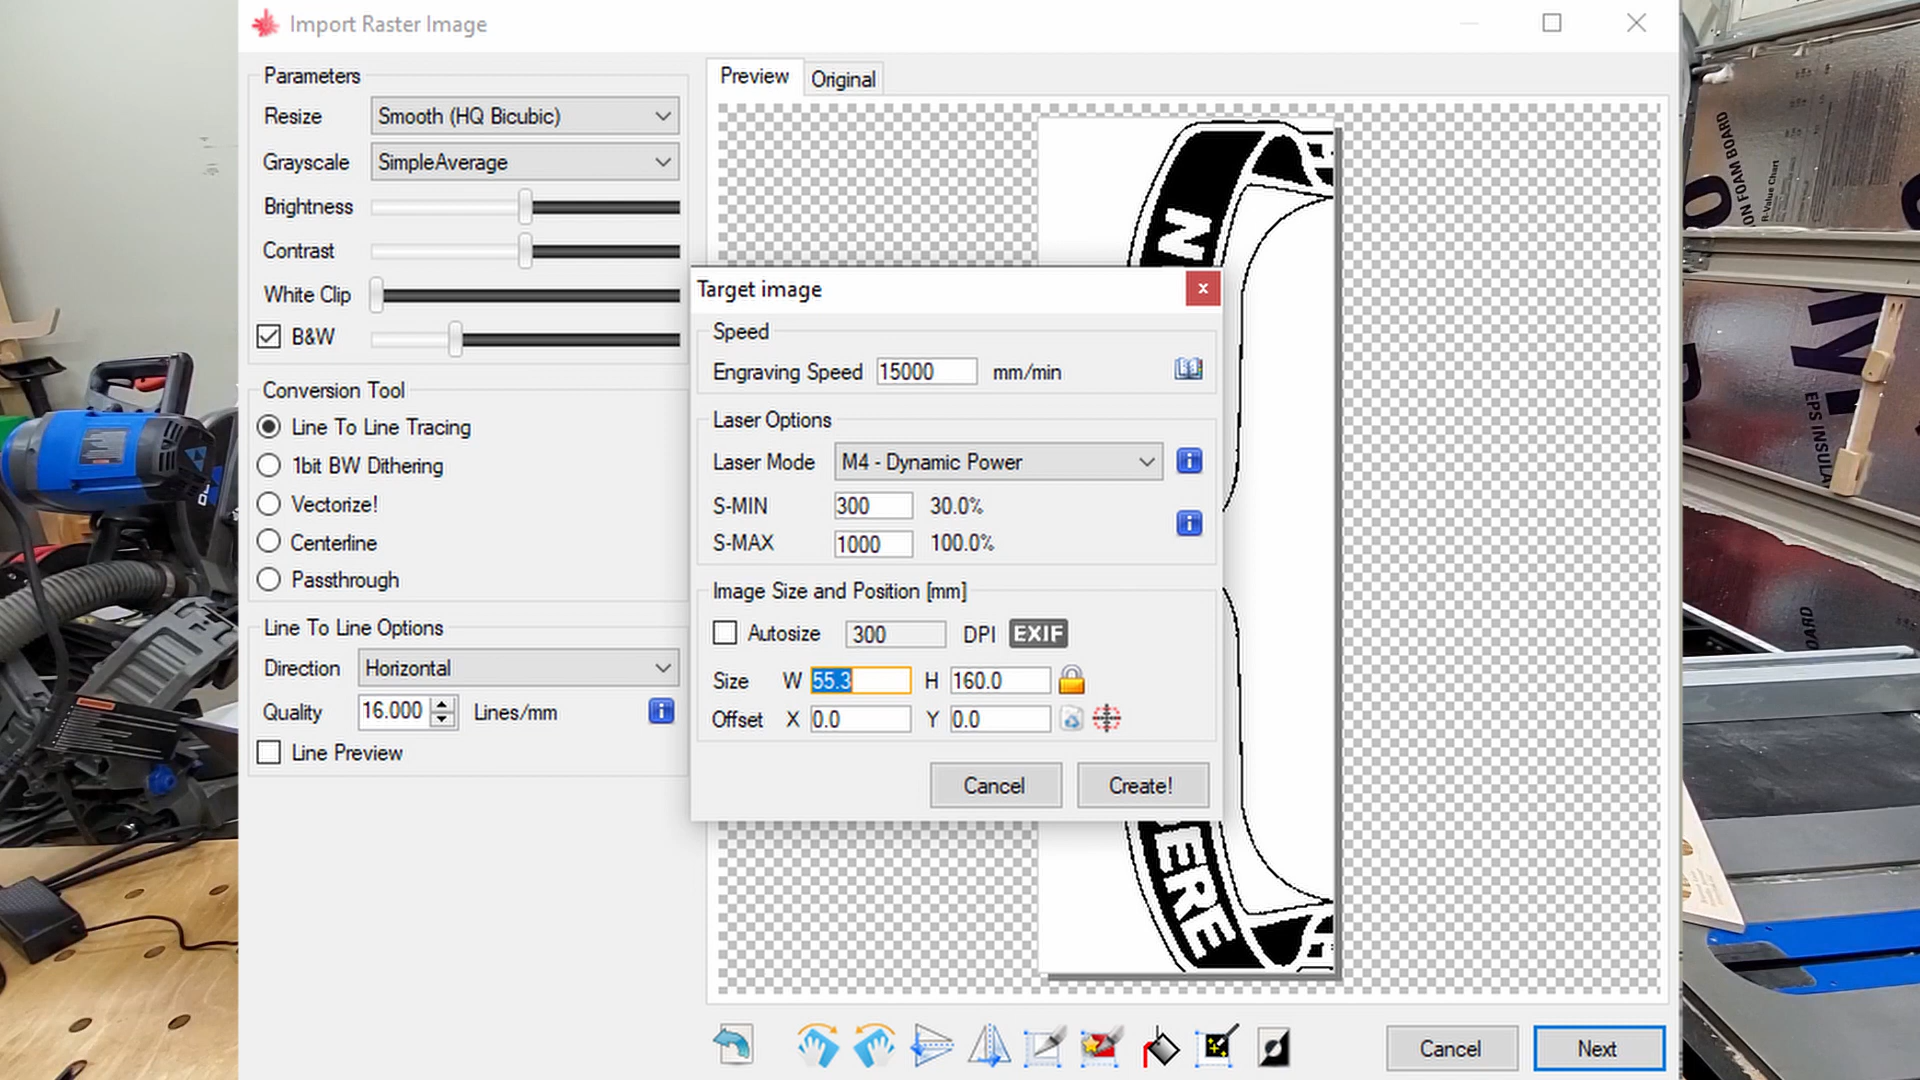 Import Raster Image
Parameters
Resize Smooth (HQ Bicubic)
Grayscale SimpleAverage
Brightness
Contrast
White Clip
B&W
Conversion Tool
Line To Line Tracing
1bit BW Dithering
Vectorize!
Centerline
Passthrough
Line To Line Options
Direction Horizontal
Quality 16.000 Lines/mm
Line Preview
Preview Original
N
Target image
Speed
Engraving Speed 15000 mm/min
Laser Options
Laser Mode M4 - Dynamic Power
S-MIN 300 30.0%
S-MAX 1000 100.0%
Image Size and Position [mm]
Autosize 300 DPI EXIF
Size W 55.3 H 160.0
Offset X 0.0 Y 0.0
Cancel Create!
ERE
Cancel Next
ON FOAM BOARD
R-Value Chart
EPS INSULA
OARD